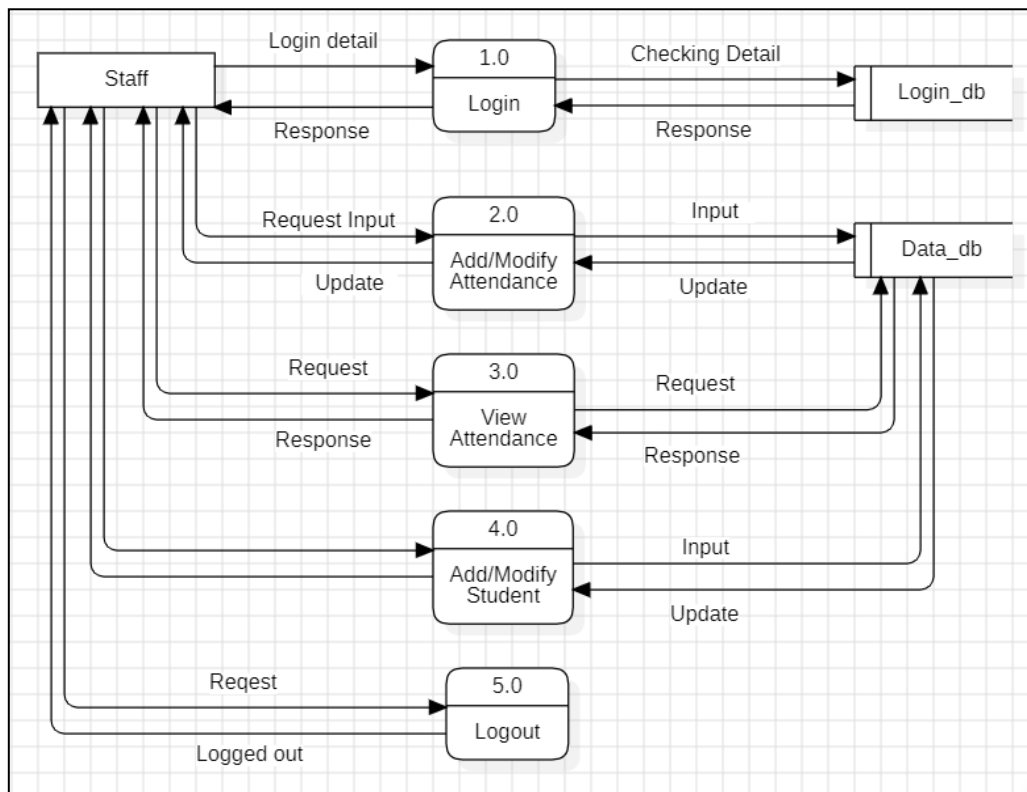 Login detail
1.0
Checking Detail
Staff
Login
Login_db
Response
Response
2.0
Input
Request Input
Add/Modify
Attendance
Data_db
Update
Update
3.0
Request
Request
View
Attendance
Response
Response
4.0
Input
Add/Modify
Student
Update
Reqest
5.0
Logout
Logged out